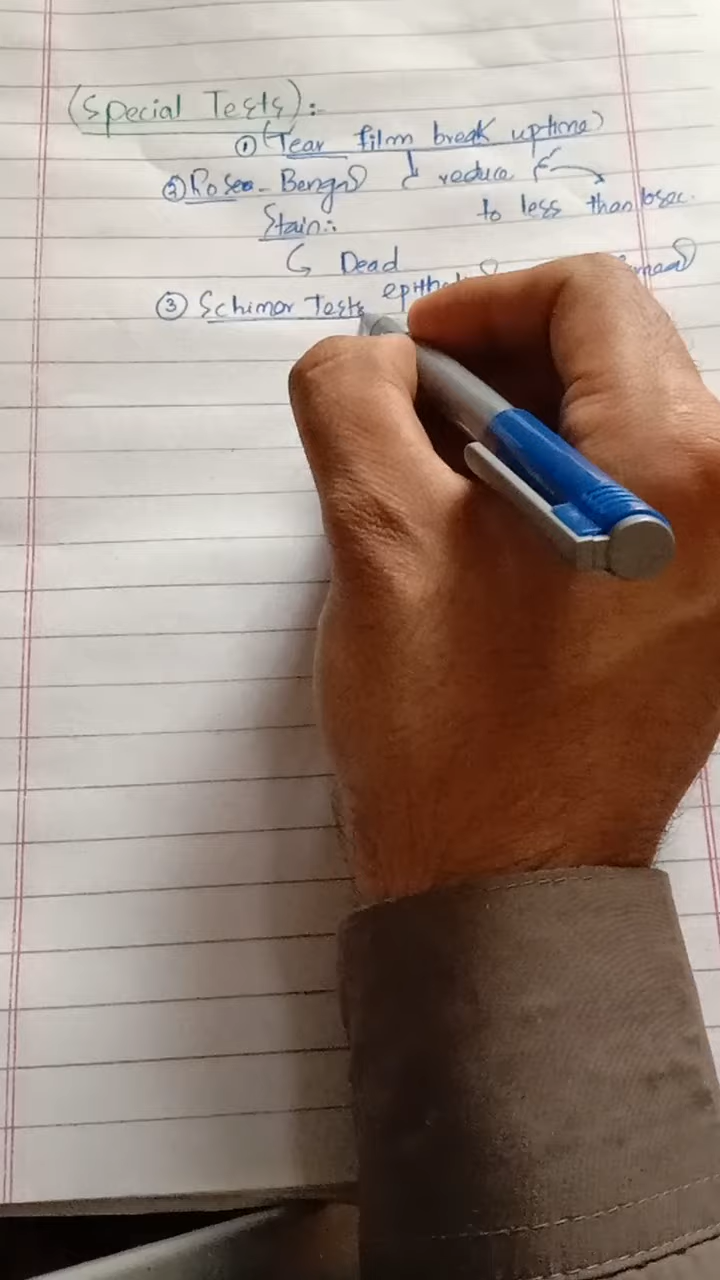 (Special Tests):-
① (Tear film break uptime)
② Rose-Bengal ↓ reduce
to less than 10sec.
Stain:-
↳ Dead
③ Schimar Tests